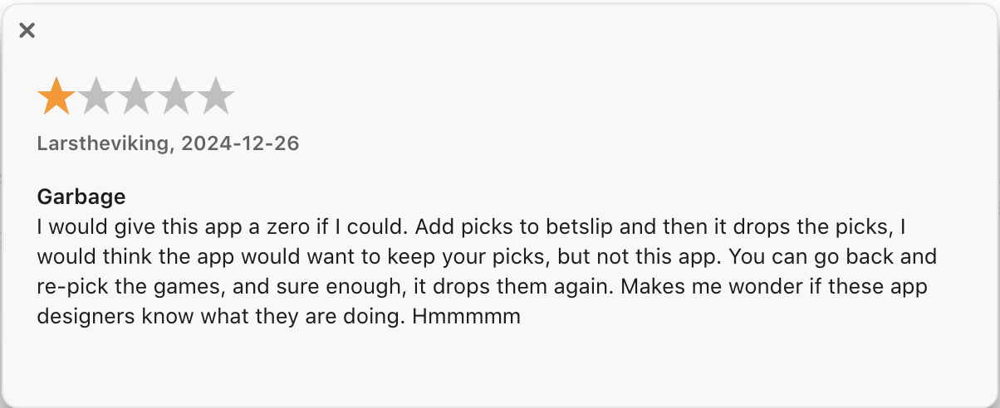 Larstheviking, 2024-12-26
Garbage
I would give this app a zero if I could. Add picks to betslip and then it drops the picks, I
would think the app would want to keep your picks, but not this app. You can go back and
re-pick the games, and sure enough, it drops them again. Makes me wonder if these app
designers know what they are doing. Hmmmmm